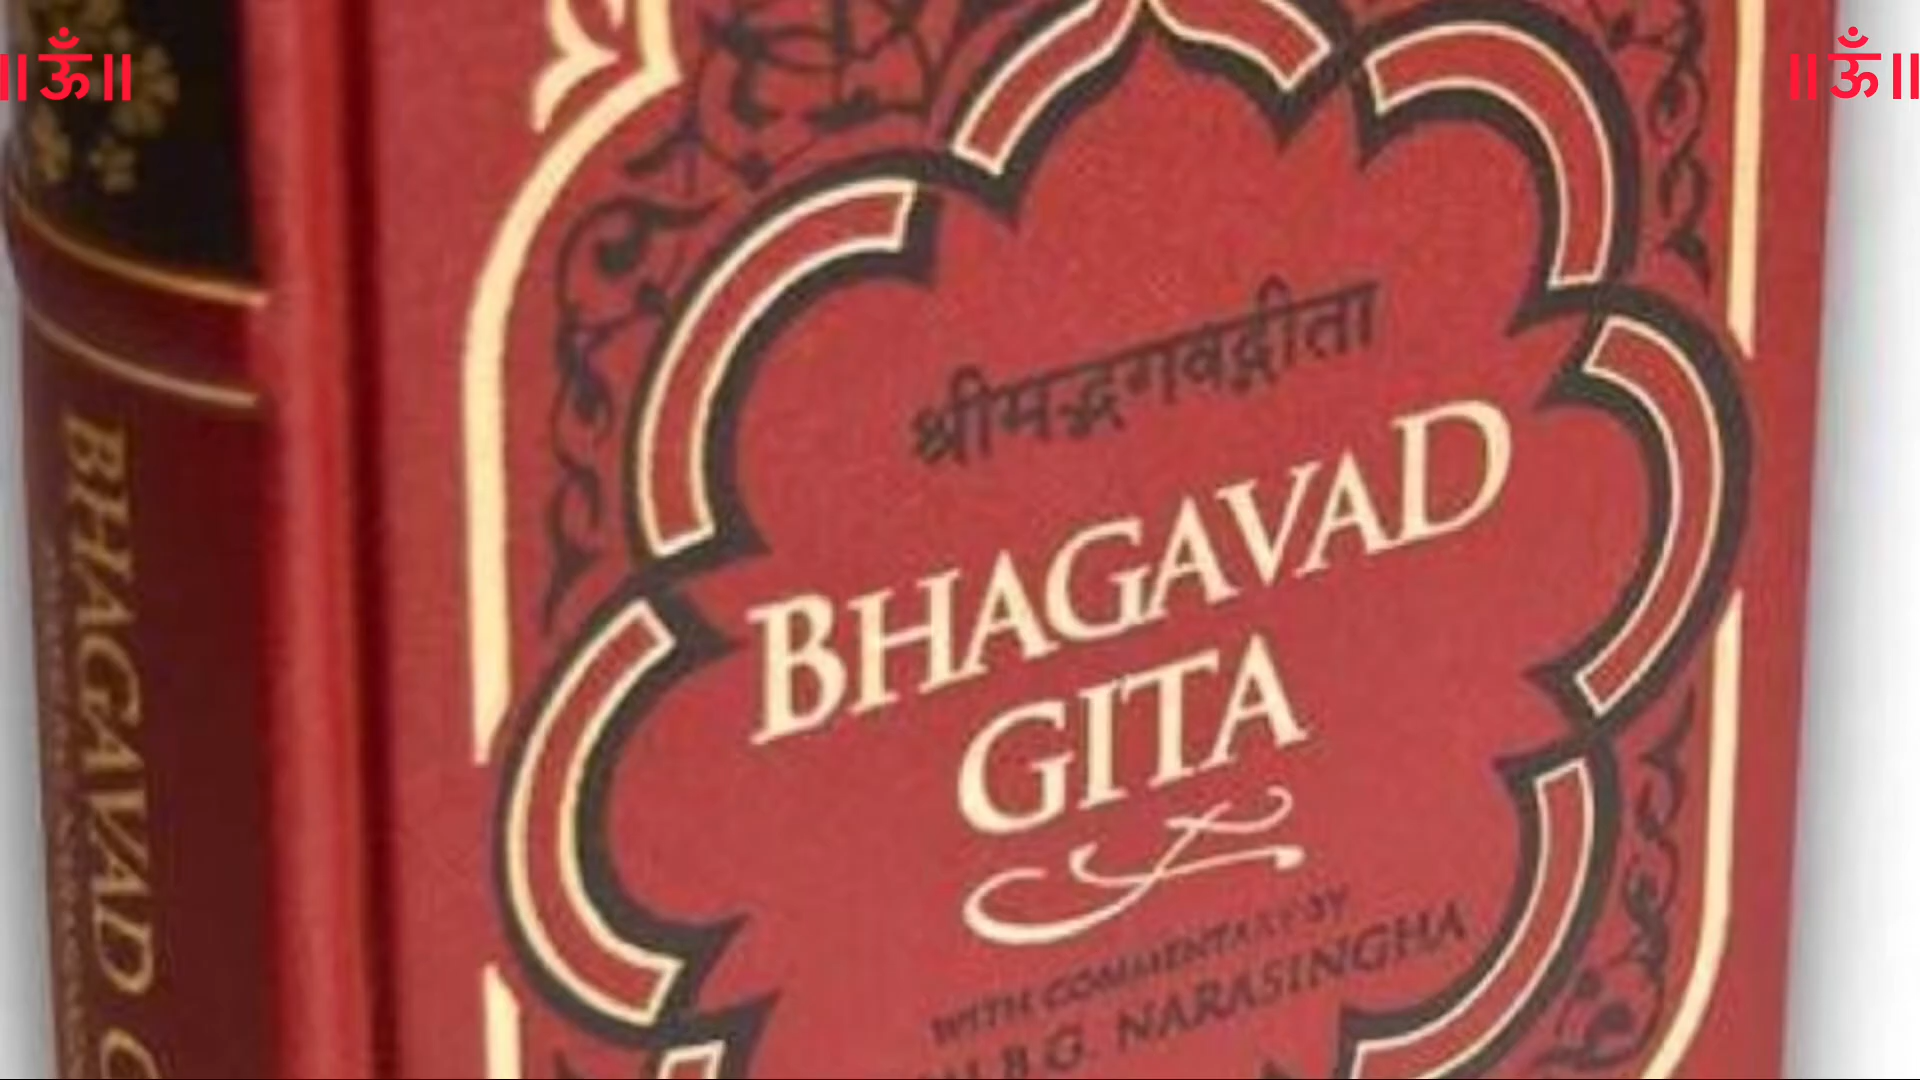 ॥ॐ॥ ॥ॐ॥
श्रीमद्भगवद्गीता
BHAGAVAD
GITA
WITH COMMENTARY BY
B.G. NARASINGHA
BHAGAVAD G